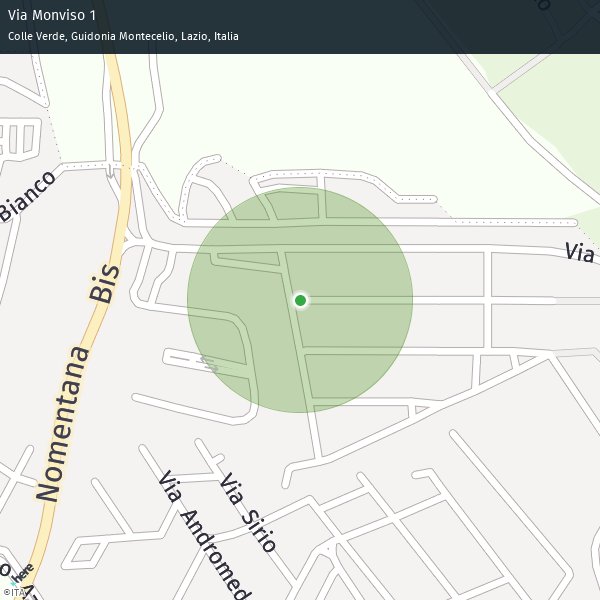 Via Monviso 1
Colle Verde, Guidonia Montecelio, Lazio, Italia
Bianco
Via
Nomentana Bis
Via Sirio
Via Andromed
here
©ITA